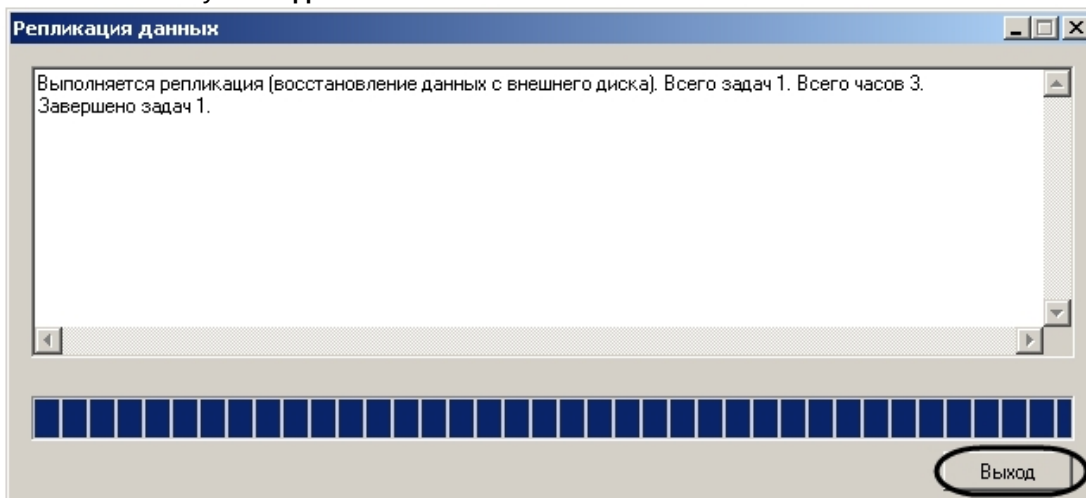 Репликация данных
Выполняется репликация (восстановление данных с внешнего диска). Всего задач 1. Всего часов 3.
Завершено задач 1.
Выход